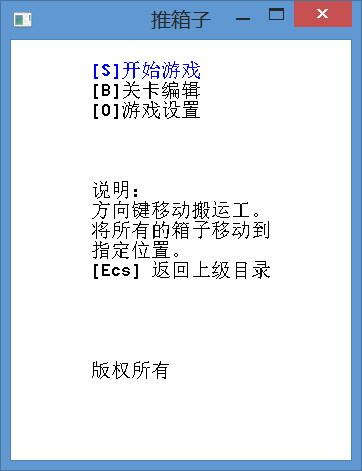 推箱子
[S]开始游戏
[B]关卡编辑
[O]游戏设置
说明:
方向键移动搬运工。
将所有的箱子移动到
指定位置。
[Ecs] 返回上级目录
版权所有